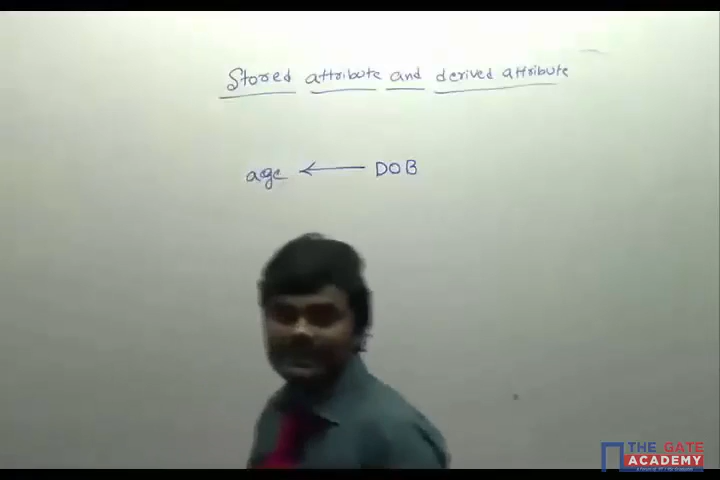 Stored attribute and derived attribute
age ← DOB
THE GATE
ACADEMY